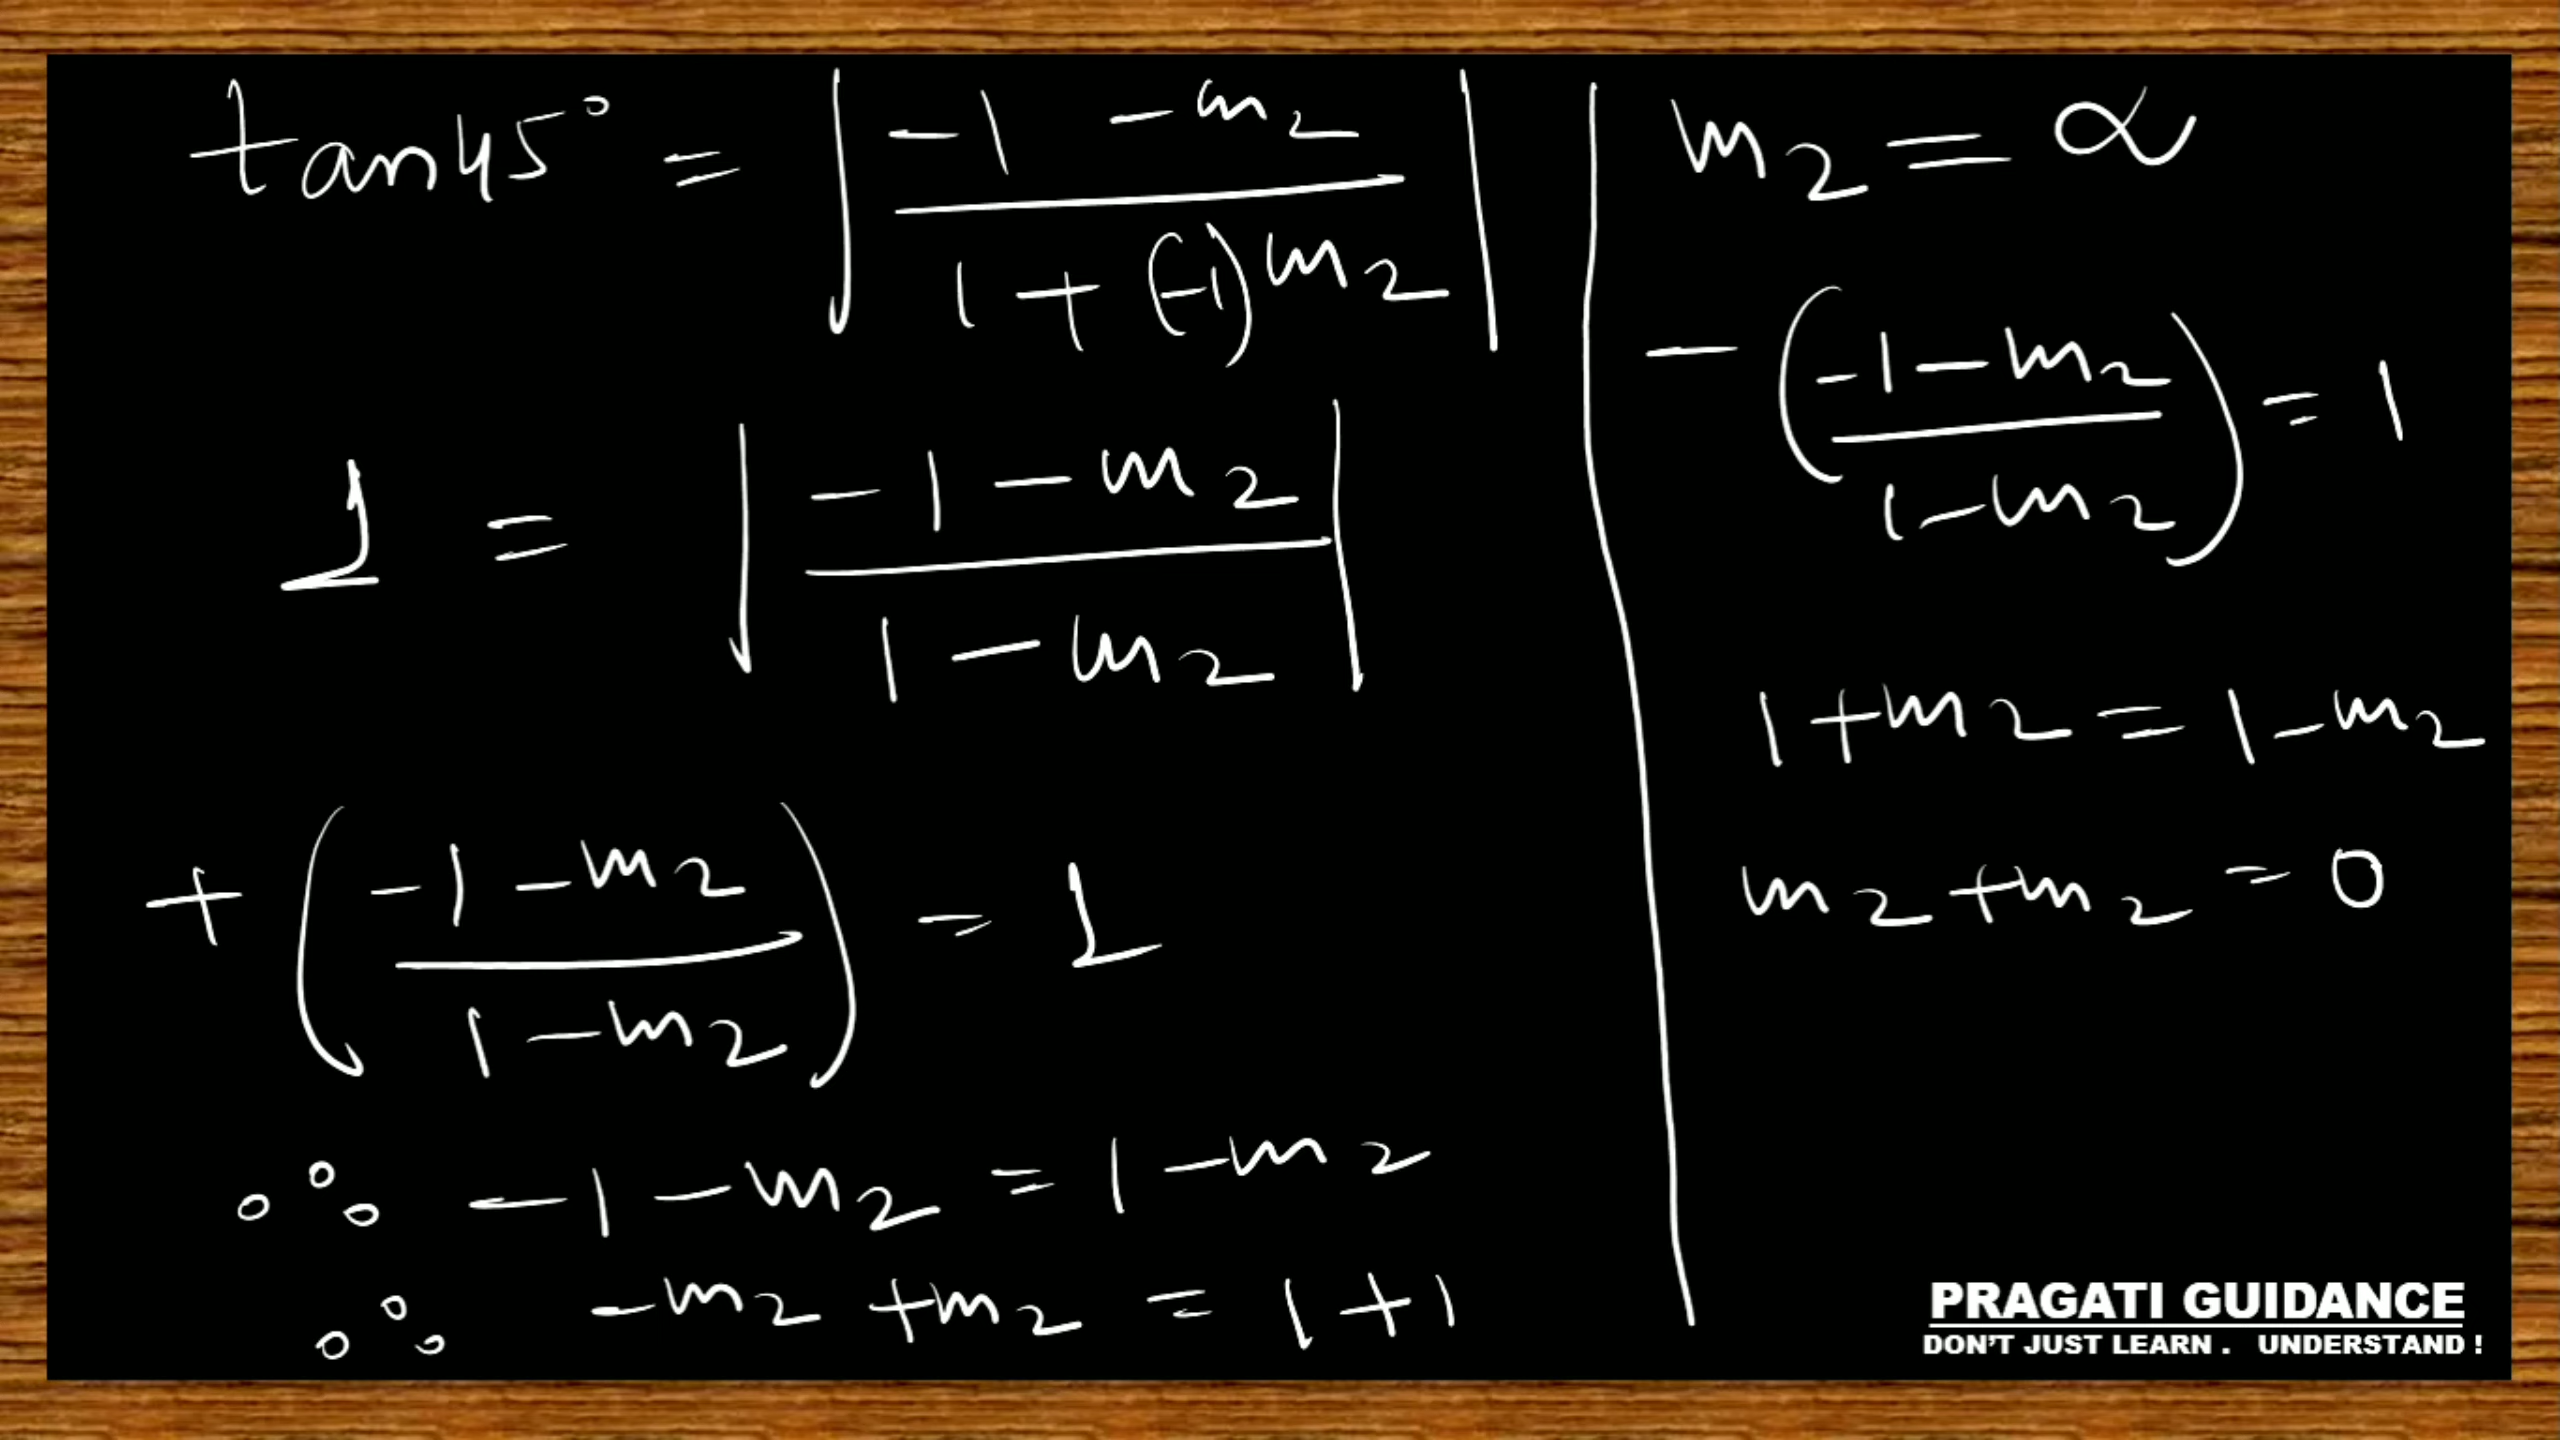 tan45° = | (-1 - m₂) / (1 + (-1)m₂) |
1 = | (-1 - m₂) / (1 - m₂) |
+ ( (-1 - m₂) / (1 - m₂) ) = 1
∴ -1 - m₂ = 1 - m₂
∴ -m₂ + m₂ = 1 + 1
m₂ = ∝
- ( (-1 - m₂) / (1 - m₂) ) = 1
1 + m₂ = 1 - m₂
m₂ + m₂ = 0
PRAGATI GUIDANCE
DON'T JUST LEARN . UNDERSTAND !